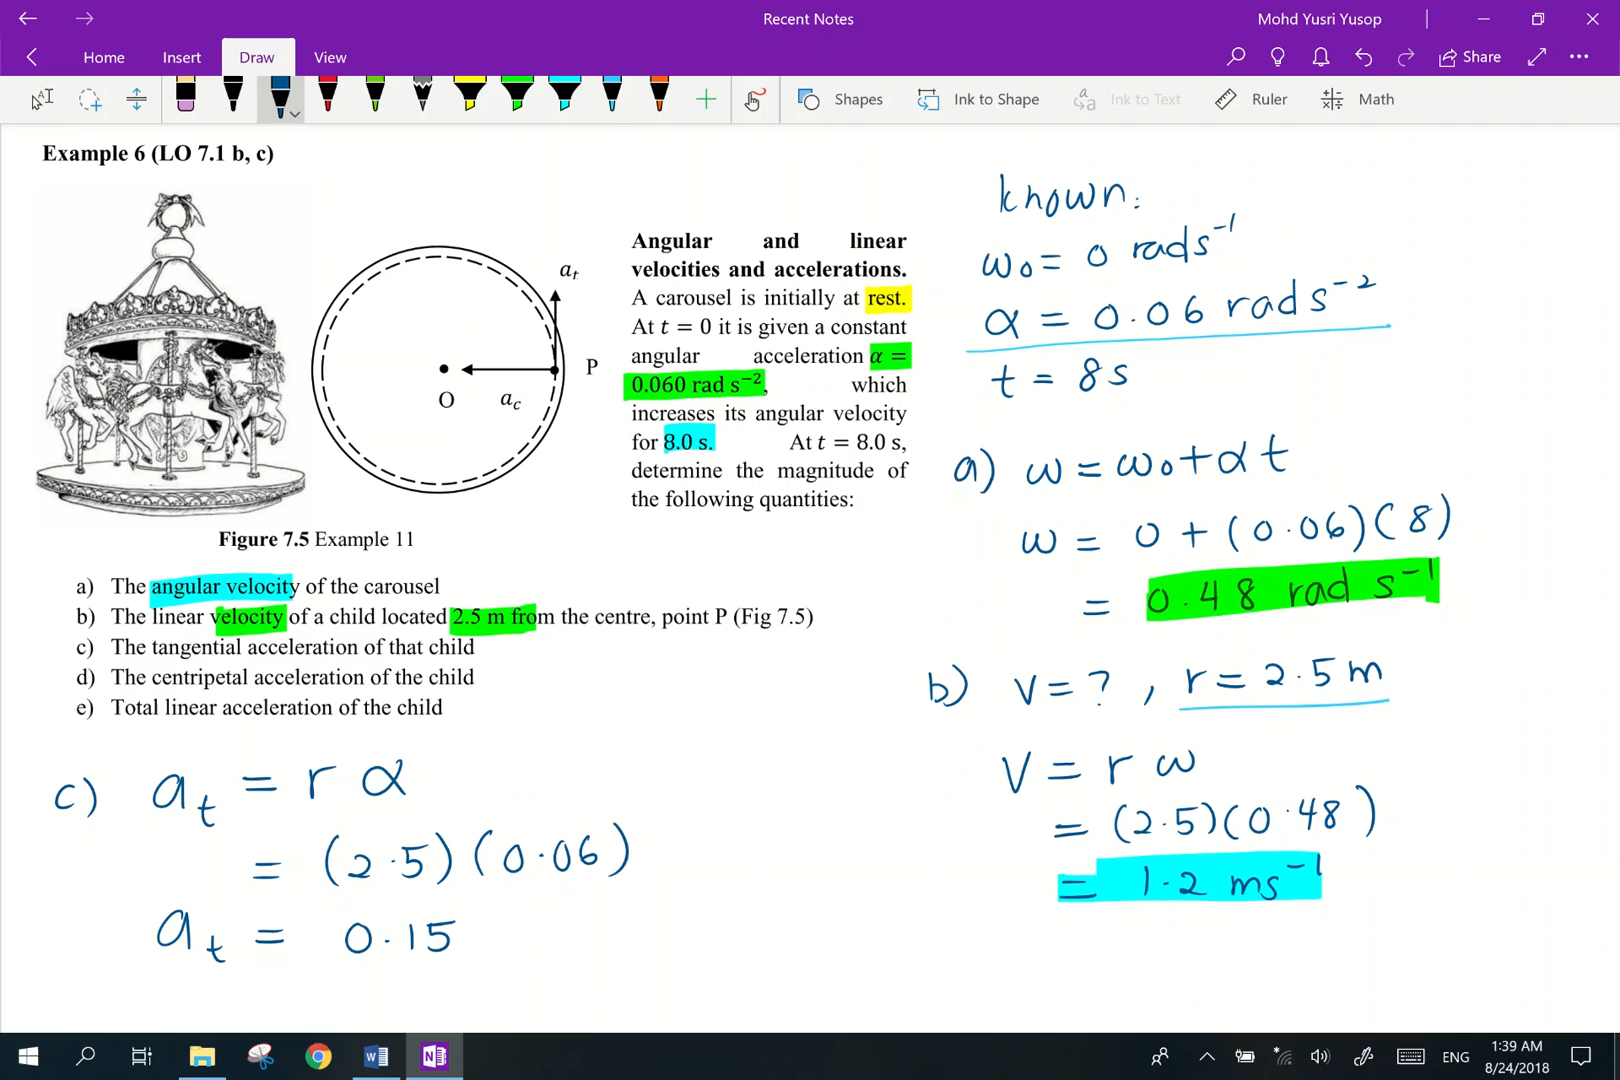 Recent Notes
Mohd Yusri Yusop
Home Insert Draw View
Share
Shapes Ink to Shape Ink to Text Ruler Math
Example 6 (LO 7.1 b, c)
O
P
aₜ
a꜀
Angular and linear
velocities and accelerations.
A carousel is initially at rest.
At t = 0 it is given a constant
angular acceleration α =
0.060 rad s⁻², which
increases its angular velocity
for 8.0 s. At t = 8.0 s,
determine the magnitude of
the following quantities:
Figure 7.5 Example 11
a) The angular velocity of the carousel
b) The linear velocity of a child located 2.5 m from the centre, point P (Fig 7.5)
c) The tangential acceleration of that child
d) The centripetal acceleration of the child
e) Total linear acceleration of the child
known:
ω₀ = 0 rads⁻¹
α = 0.06 rad s⁻²
t = 8s
a) ω = ω₀ + αt
ω = 0 + (0.06)(8)
= 0.48 rad s⁻¹
b) v = ? , r = 2.5 m
v = r ω
= (2.5)(0.48)
= 1.2 ms⁻¹
c) aₜ = r α
= (2.5)(0.06)
aₜ = 0.15
ENG
1:39 AM
8/24/2018